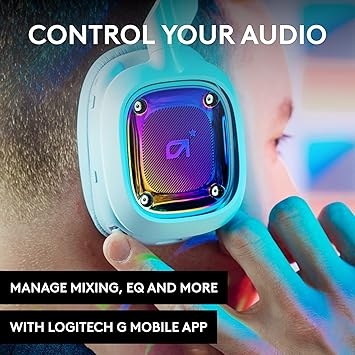 CONTROL YOUR AUDIO
MANAGE MIXING, EQ AND MORE
WITH LOGITECH G MOBILE APP